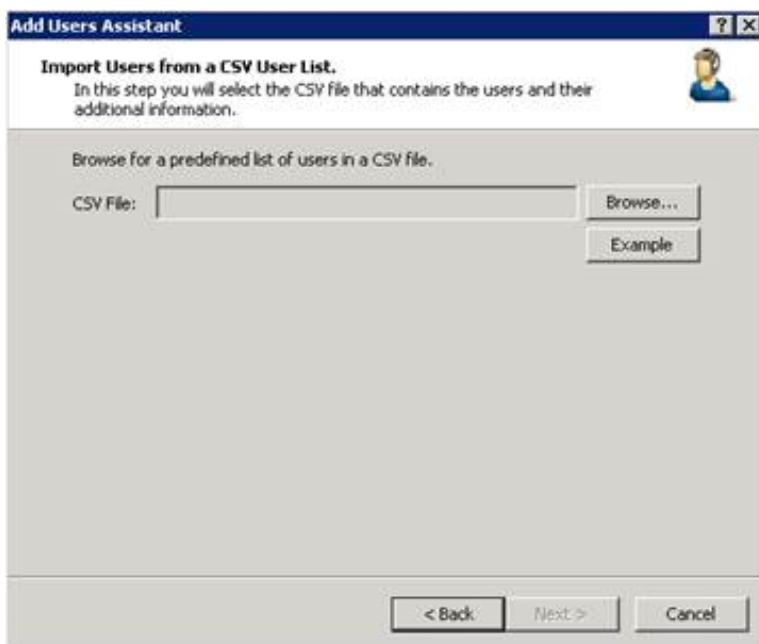 Add Users Assistant
?
Import Users from a CSV User List.
In this step you will select the CSV file that contains the users and their
additional information.
Browse for a predefined list of users in a CSV file.
CSV File:
Browse...
Example
< Back
Next >
Cancel